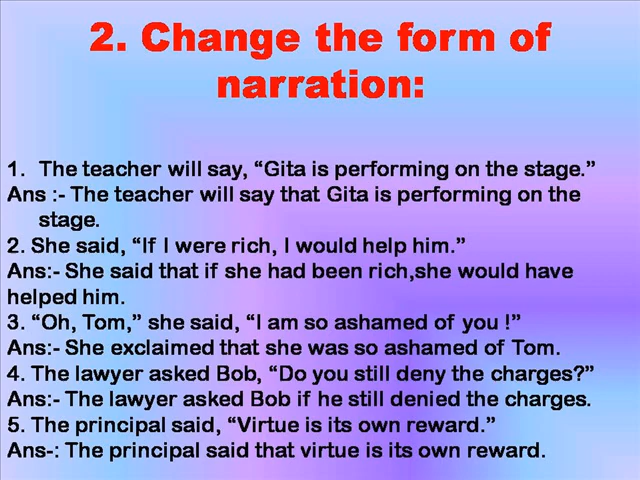 2. Change the form of
narration:
1. The teacher will say, “Gita is performing on the stage.”
Ans :- The teacher will say that Gita is performing on the
stage.
2. She said, “If I were rich, I would help him.”
Ans:- She said that if she had been rich,she would have
helped him.
3. “Oh, Tom,” she said, “I am so ashamed of you !”
Ans:- She exclaimed that she was so ashamed of Tom.
4. The lawyer asked Bob, “Do you still deny the charges?”
Ans:- The lawyer asked Bob if he still denied the charges.
5. The principal said, “Virtue is its own reward.”
Ans-: The principal said that virtue is its own reward.